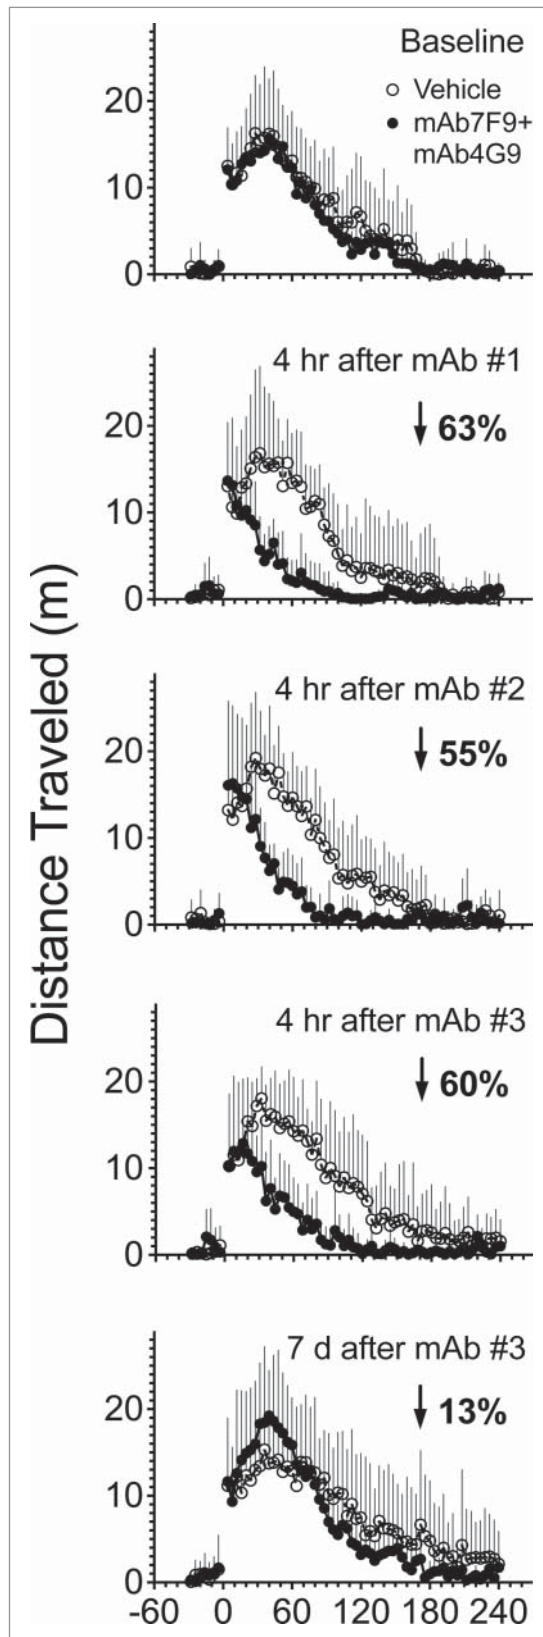 Distance Traveled (m)
Baseline
Vehicle
mAb7F9+
mAb4G9
20
10
0
4 hr after mAb #1
↓ 63%
20
10
0
4 hr after mAb #2
↓ 55%
20
10
0
4 hr after mAb #3
↓ 60%
20
10
0
7 d after mAb #3
↓ 13%
20
10
0
-60 0 60 120 180 240